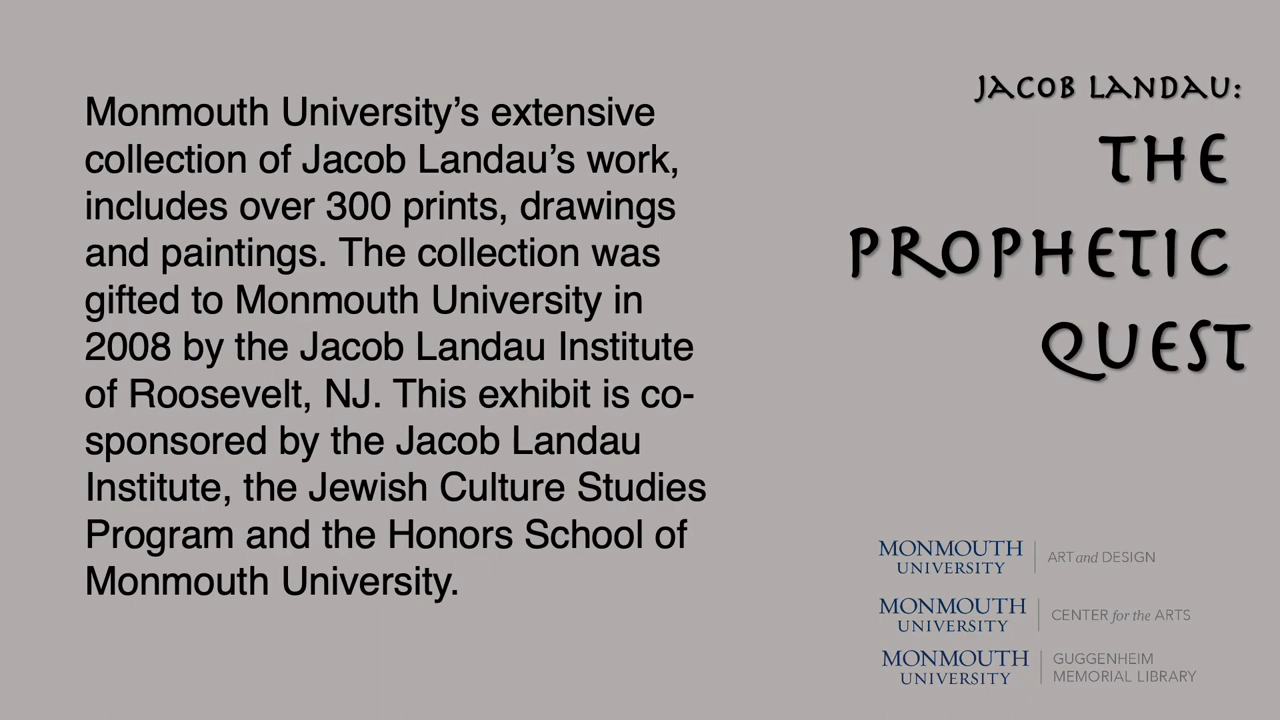 Monmouth University’s extensive
collection of Jacob Landau’s work,
includes over 300 prints, drawings
and paintings. The collection was
gifted to Monmouth University in
2008 by the Jacob Landau Institute
of Roosevelt, NJ. This exhibit is co-
sponsored by the Jacob Landau
Institute, the Jewish Culture Studies
Program and the Honors School of
Monmouth University.
JACOB LANDAU:
THE
PROPHETIC
QUEST
MONMOUTH
UNIVERSITY
ART and DESIGN
MONMOUTH
UNIVERSITY
CENTER for the ARTS
MONMOUTH
UNIVERSITY
GUGGENHEIM
MEMORIAL LIBRARY